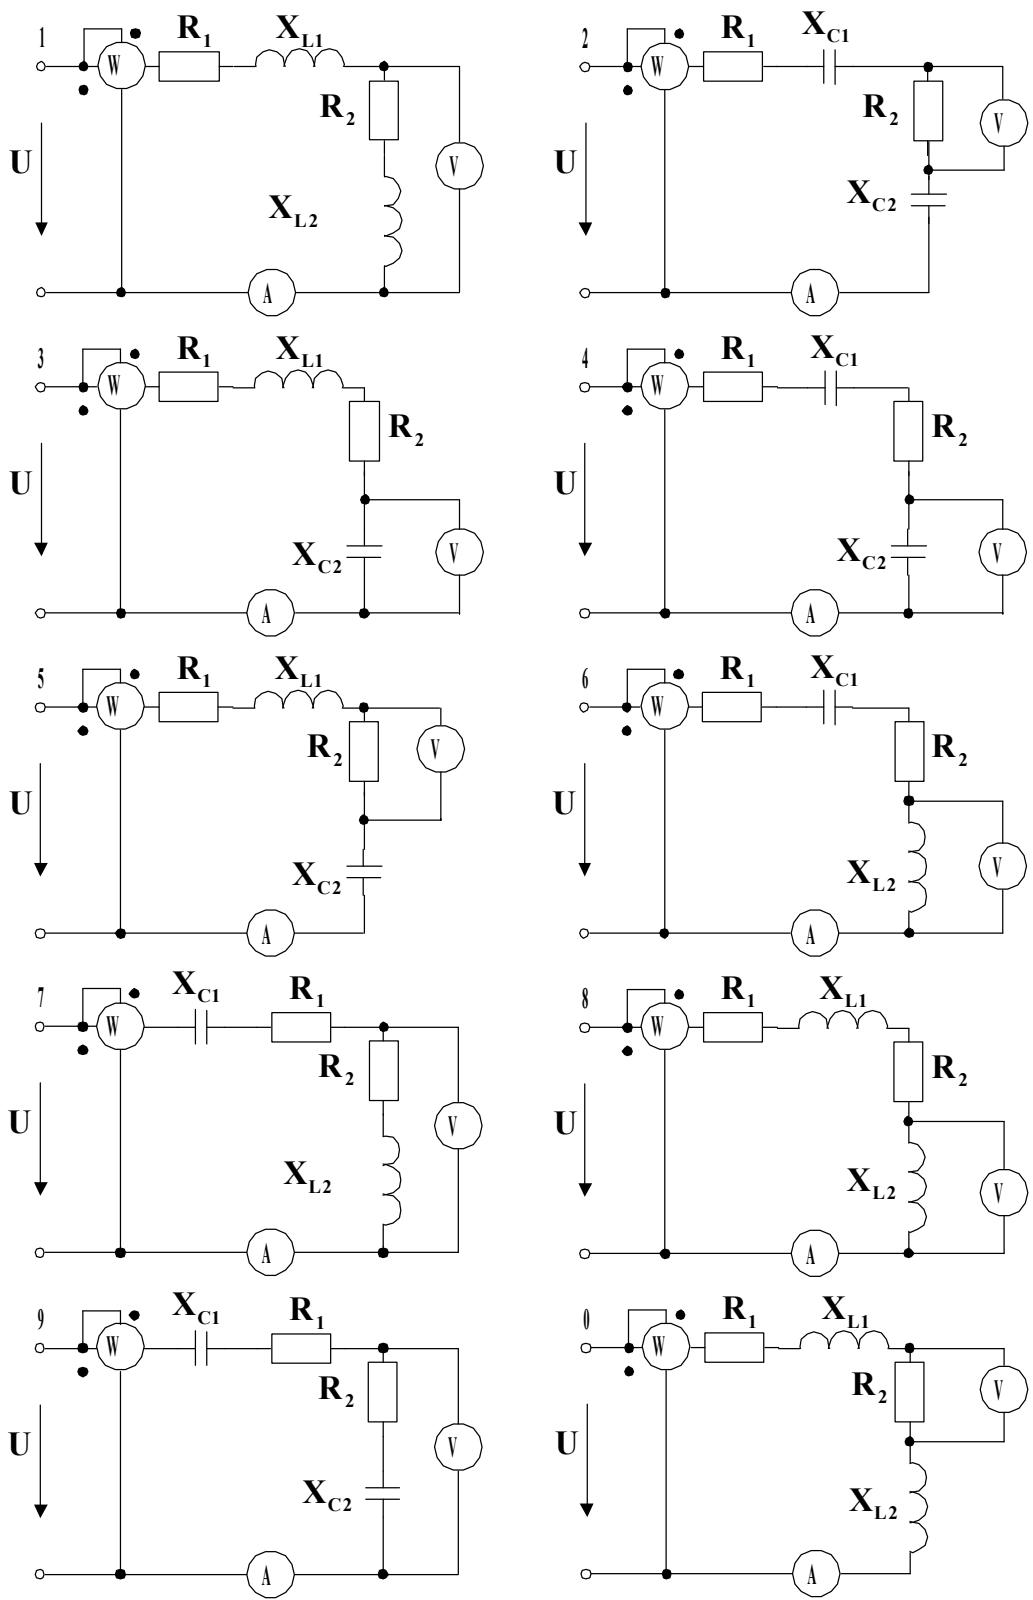 1 W R1 XL1 R2 V U XL2 A
2 W R1 XC1 R2 V U XC2 A
3 W R1 XL1 R2 U XC2 V A
4 W R1 XC1 R2 U XC2 V A
5 W R1 XL1 R2 V U XC2 A
6 W R1 XC1 R2 U XL2 V A
7 W XC1 R1 R2 U V XL2 A
8 W R1 XL1 R2 U XL2 V A
9 W XC1 R1 R2 U V XC2 A
0 W R1 XL1 R2 V U XL2 A